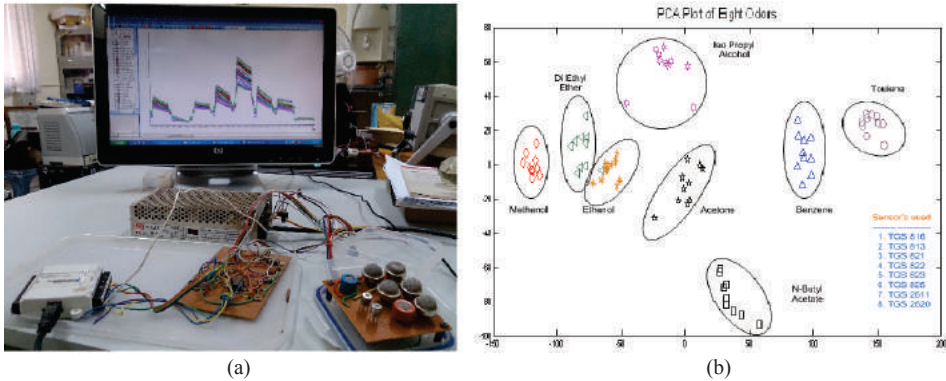 PCA Plot of Eight Odors
Iso Propyl
Alcohol
Di Ethyl
Ether
Toulene
Methenol
Ethenol
Acetone
Benzene
N-Butyl
Acetate
Sensor's used
1. TGS 816
2. TGS 813
3. TGS 821
4. TGS 822
5. TGS 823
6. TGS 826
7. TGS 2611
8. TGS 2620
80
60
40
20
0
-20
-40
-60
-80
-100
-150
-100
-50
0
50
100
150
200
hp
(a)
(b)